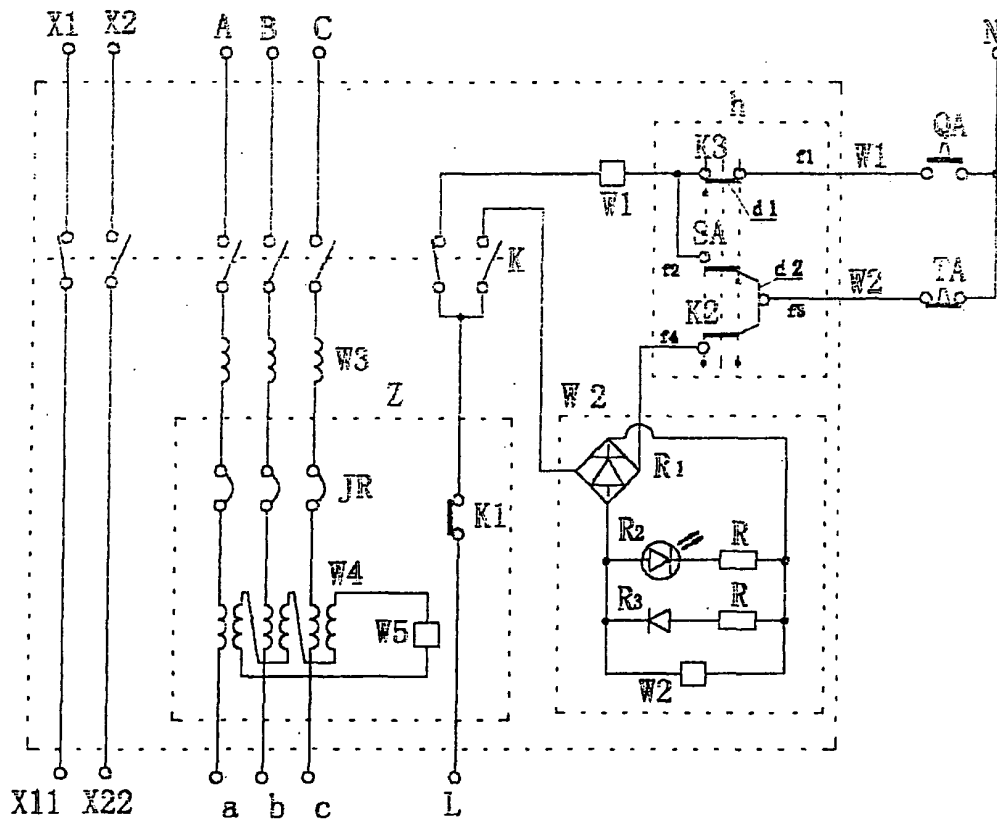 X1 X2 A B C N
h
K3 f1 W1 QA
W1 d1
SA
K f2 d2 W2 TA
K2 f5
f4
W3
Z W2
R1
JR K1
R2 R
W4
R3 R
W5
W2
X11 X22 a b c L